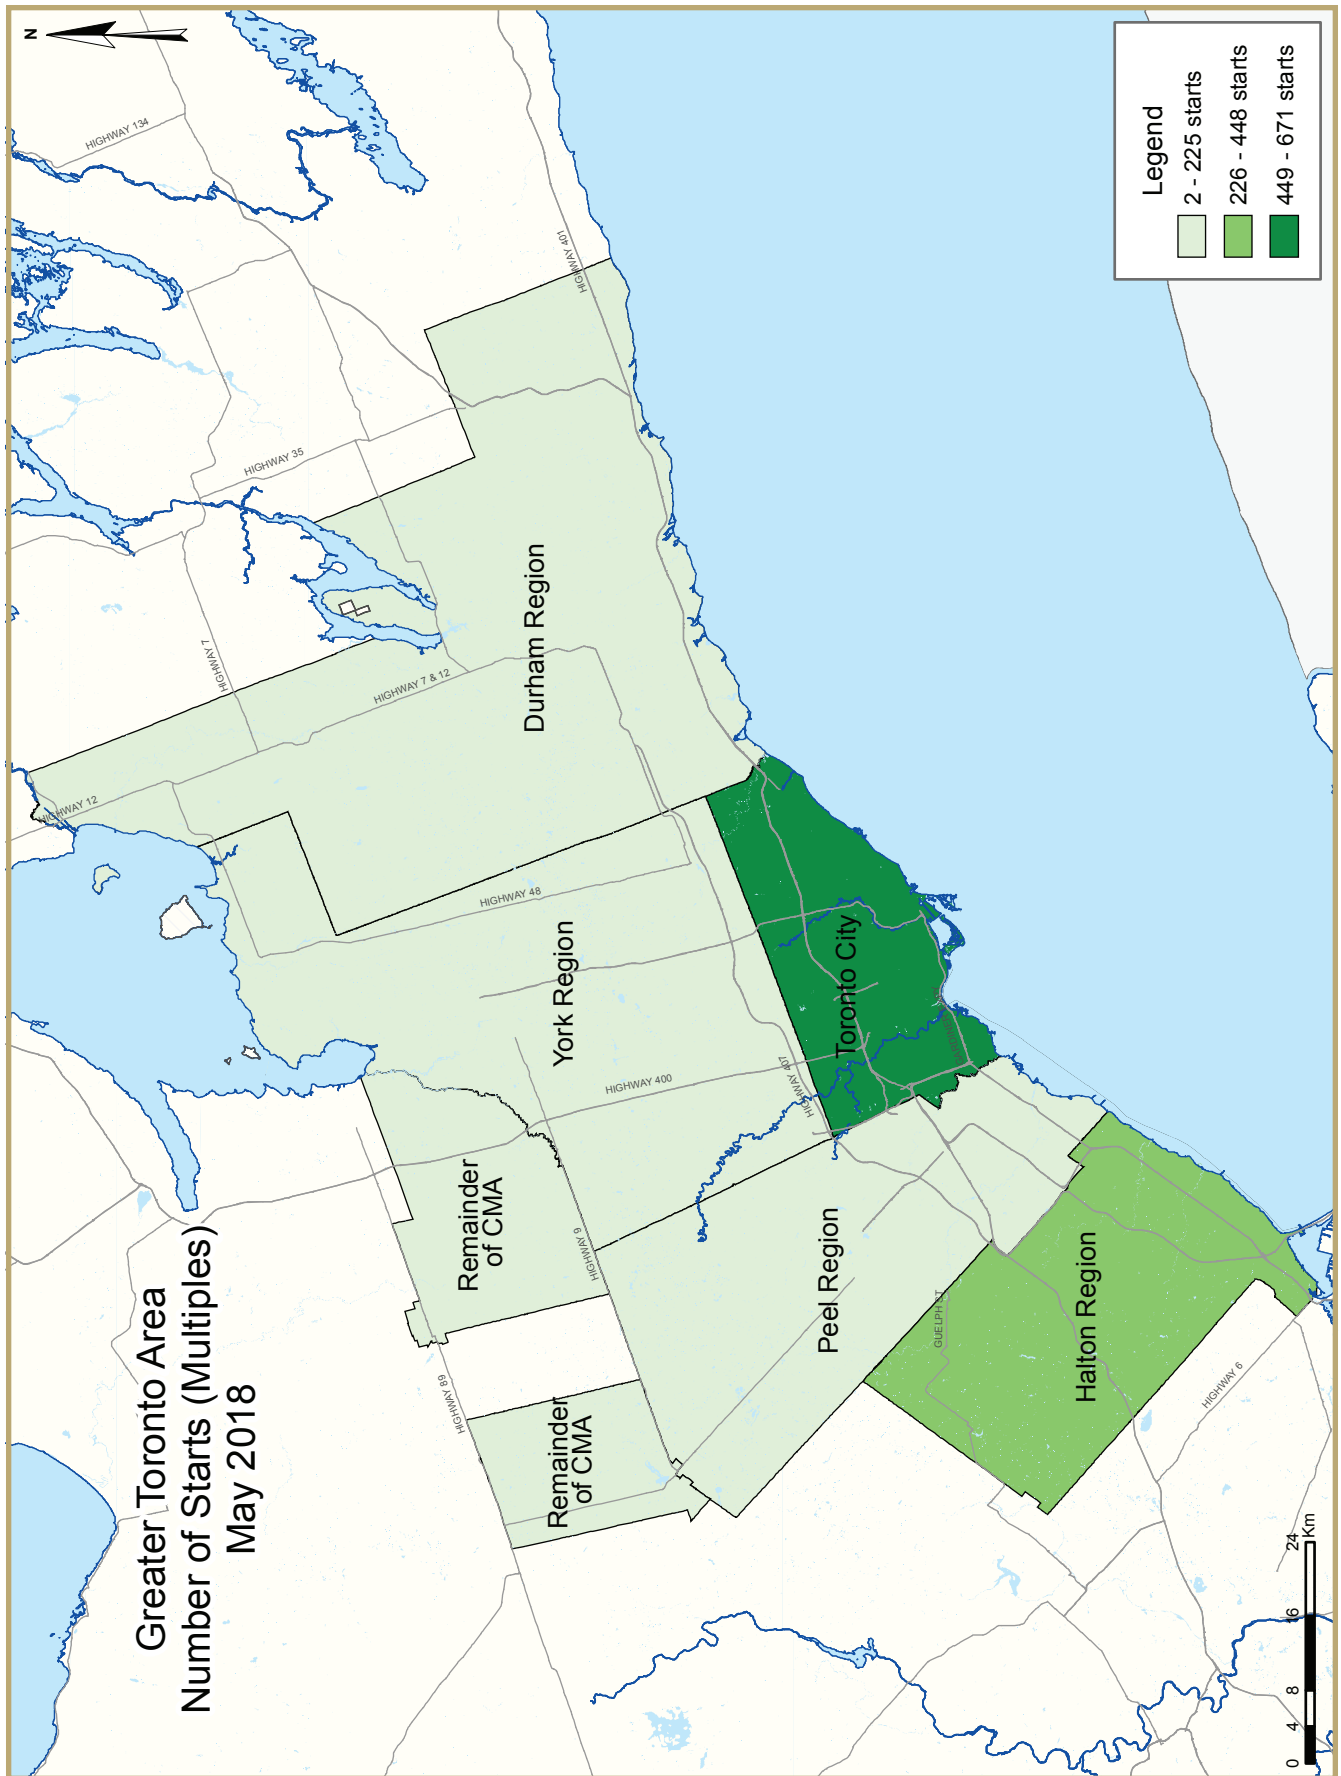 Greater Toronto Area
Number of Starts (Multiples)
May 2018
N
HIGHWAY 134
HIGHWAY 401
HIGHWAY 35
HIGHWAY 7
HIGHWAY 7 & 12
HIGHWAY 12
Durham Region
HIGHWAY 48
York Region
HIGHWAY 400
HIGHWAY 407
Toronto City
Remainder
of CMA
HIGHWAY 9
HIGHWAY 89
Remainder
of CMA
Peel Region
GUELPH ST
Halton Region
HIGHWAY 6
Legend
2 - 225 starts
226 - 448 starts
449 - 671 starts
0 4 8 16 24
Km